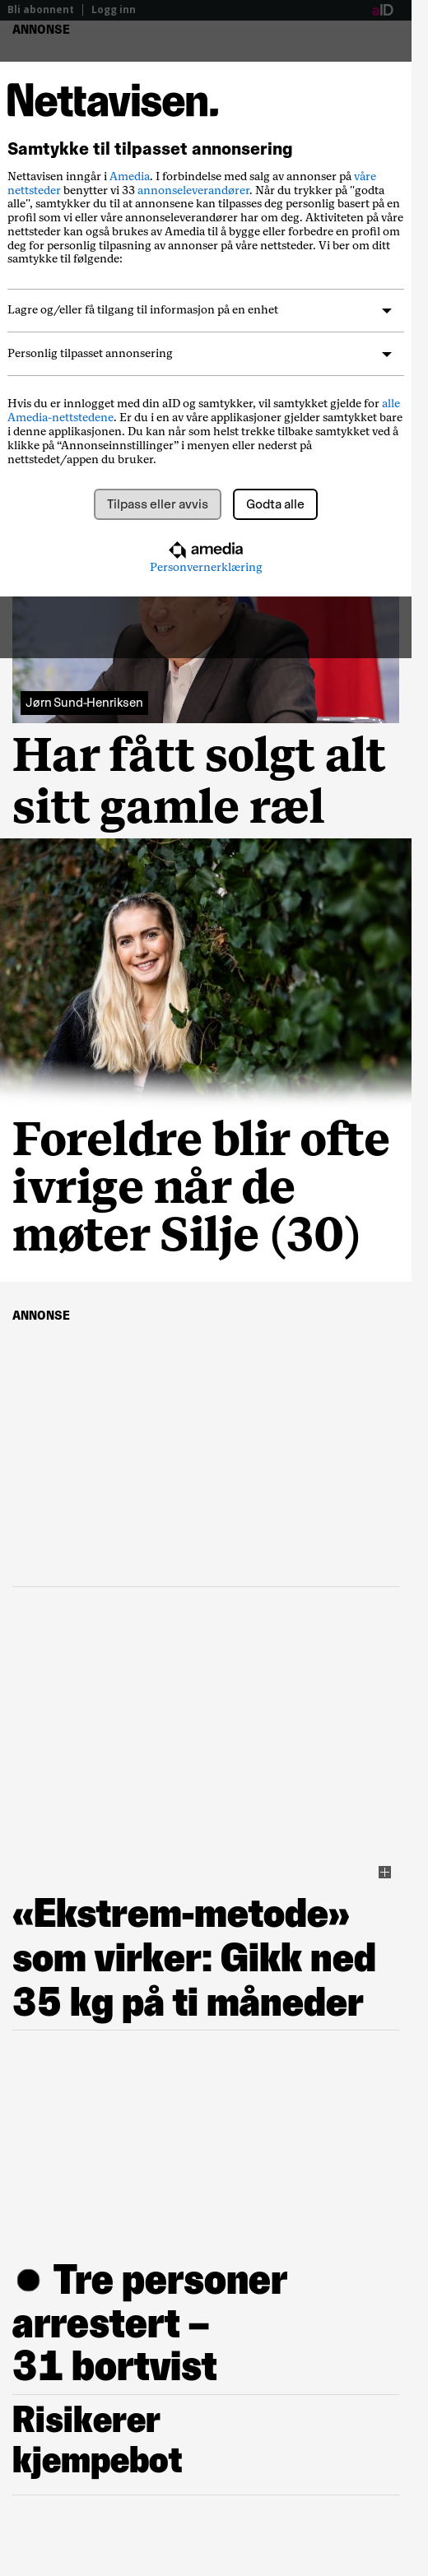 Bli abonnent | Logg inn
aID
ANNONSE
Nettavisen.
Samtykke til tilpasset annonsering
Nettavisen inngår i Amedia. I forbindelse med salg av annonser på våre
nettsteder benytter vi 33 annonseleverandører. Når du trykker på "godta
alle", samtykker du til at annonsene kan tilpasses deg personlig basert på en
profil som vi eller våre annonseleverandører har om deg. Aktiviteten på våre
nettsteder kan også brukes av Amedia til å bygge eller forbedre en profil om
deg for personlig tilpasning av annonser på våre nettsteder. Vi ber om ditt
samtykke til følgende:
Lagre og/eller få tilgang til informasjon på en enhet
Personlig tilpasset annonsering
Hvis du er innlogget med din aID og samtykker, vil samtykket gjelde for alle
Amedia-nettstedene. Er du i en av våre applikasjoner gjelder samtykket bare
i denne applikasjonen. Du kan når som helst trekke tilbake samtykket ved å
klikke på “Annonseinnstillinger” i menyen eller nederst på
nettstedet/appen du bruker.
Tilpass eller avvis
Godta alle
amedia
Personvernerklæring
Jørn Sund-Henriksen
Har fått solgt alt
sitt gamle ræl
Foreldre blir ofte
ivrige når de
møter Silje (30)
ANNONSE
«Ekstrem-metode»
som virker: Gikk ned
35 kg på ti måneder
Tre personer
arrestert –
31 bortvist
Risikerer
kjempebot